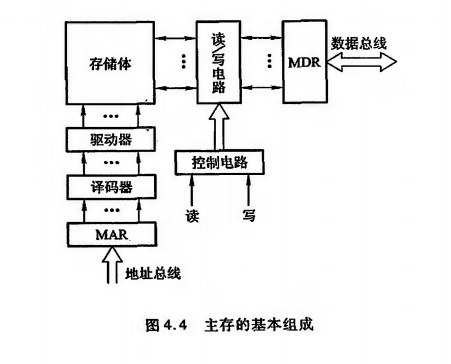 存储体
读/写电路
MDR
数据总线
驱动器
译码器
MAR
地址总线
控制电路
读
写
图4.4 主存的基本组成